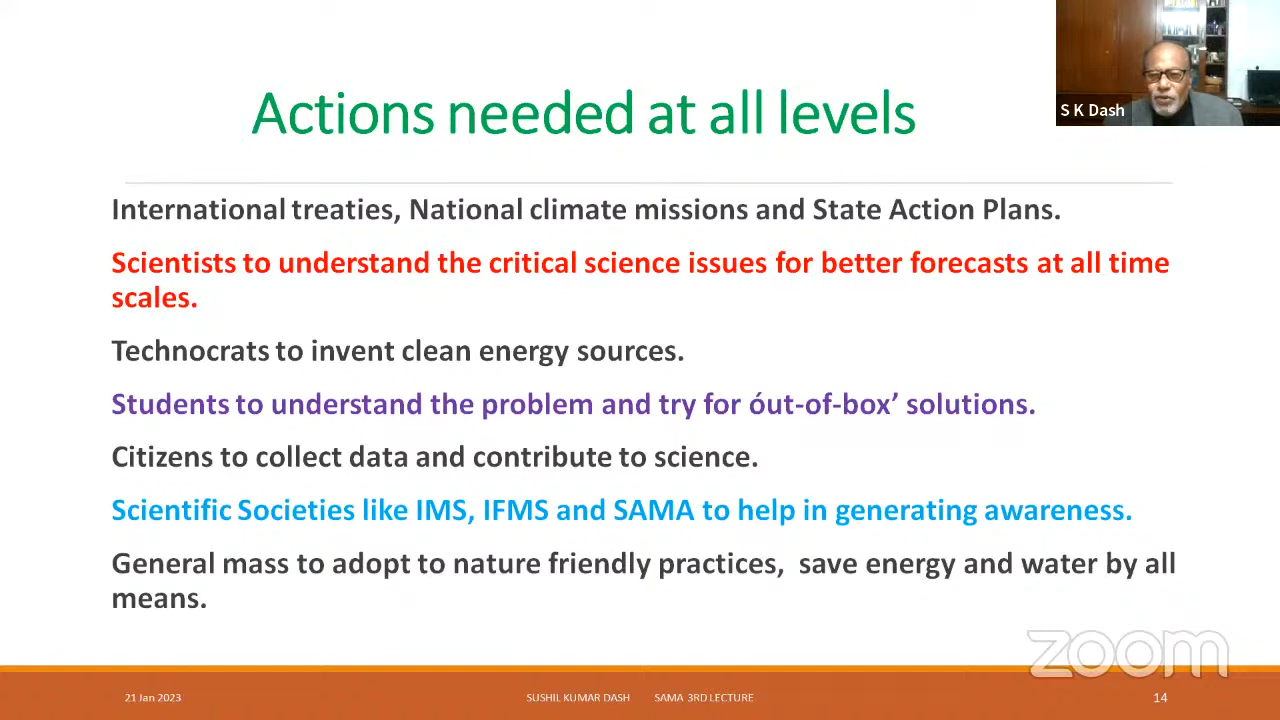 S K Dash
Actions needed at all levels
International treaties, National climate missions and State Action Plans.
Scientists to understand the critical science issues for better forecasts at all time
scales.
Technocrats to invent clean energy sources.
Students to understand the problem and try for óut-of-box’ solutions.
Citizens to collect data and contribute to science.
Scientific Societies like IMS, IFMS and SAMA to help in generating awareness.
General mass to adopt to nature friendly practices,  save energy and water by all
means.
zoom
21 Jan 2023
SUSHIL KUMAR DASH SAMA 3RD LECTURE
14